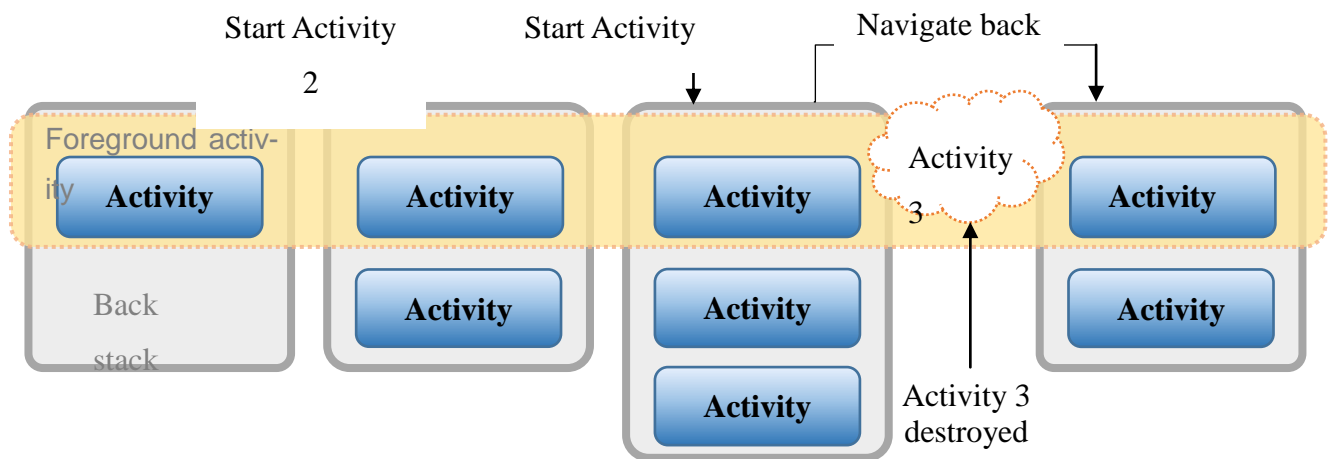 Start Activity
2
Start Activity
Navigate back
Foreground activ-
ity
Activity
Activity
Activity
Activity
3
Activity
Back
stack
Activity
Activity
Activity
Activity
Activity 3
destroyed